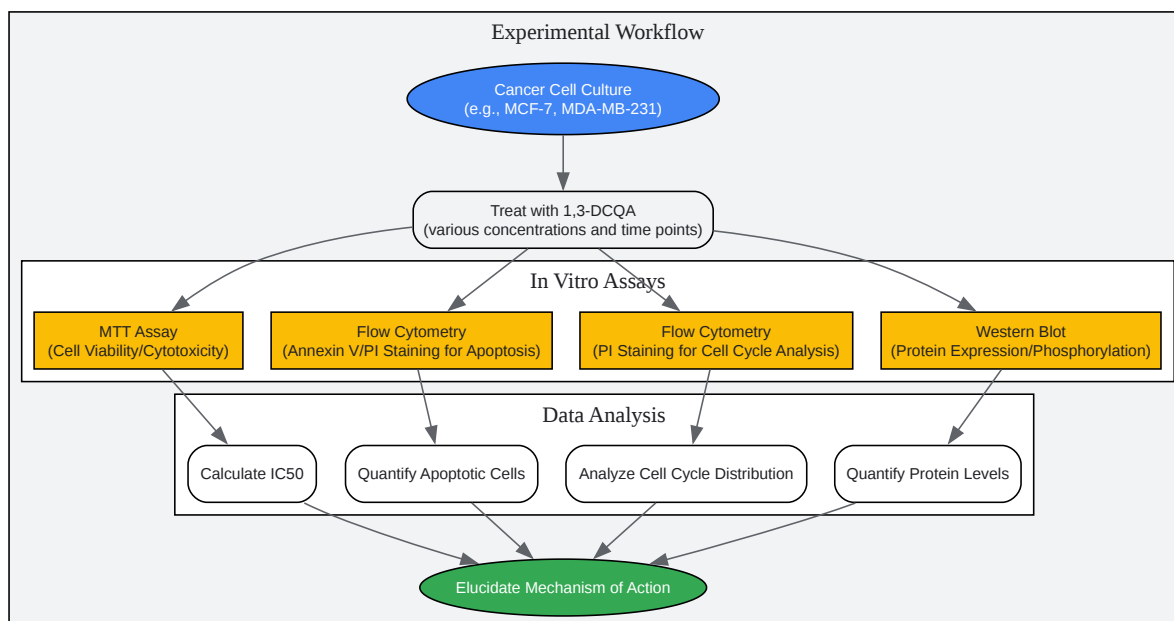 Experimental Workflow
Cancer Cell Culture
(e.g., MCF-7, MDA-MB-231)
Treat with 1,3-DCQA
(various concentrations and time points)
In Vitro Assays
MTT Assay
(Cell Viability/Cytotoxicity)
Flow Cytometry
(Annexin V/PI Staining for Apoptosis)
Flow Cytometry
(PI Staining for Cell Cycle Analysis)
Western Blot
(Protein Expression/Phosphorylation)
Data Analysis
Calculate IC50
Quantify Apoptotic Cells
Analyze Cell Cycle Distribution
Quantify Protein Levels
Elucidate Mechanism of Action